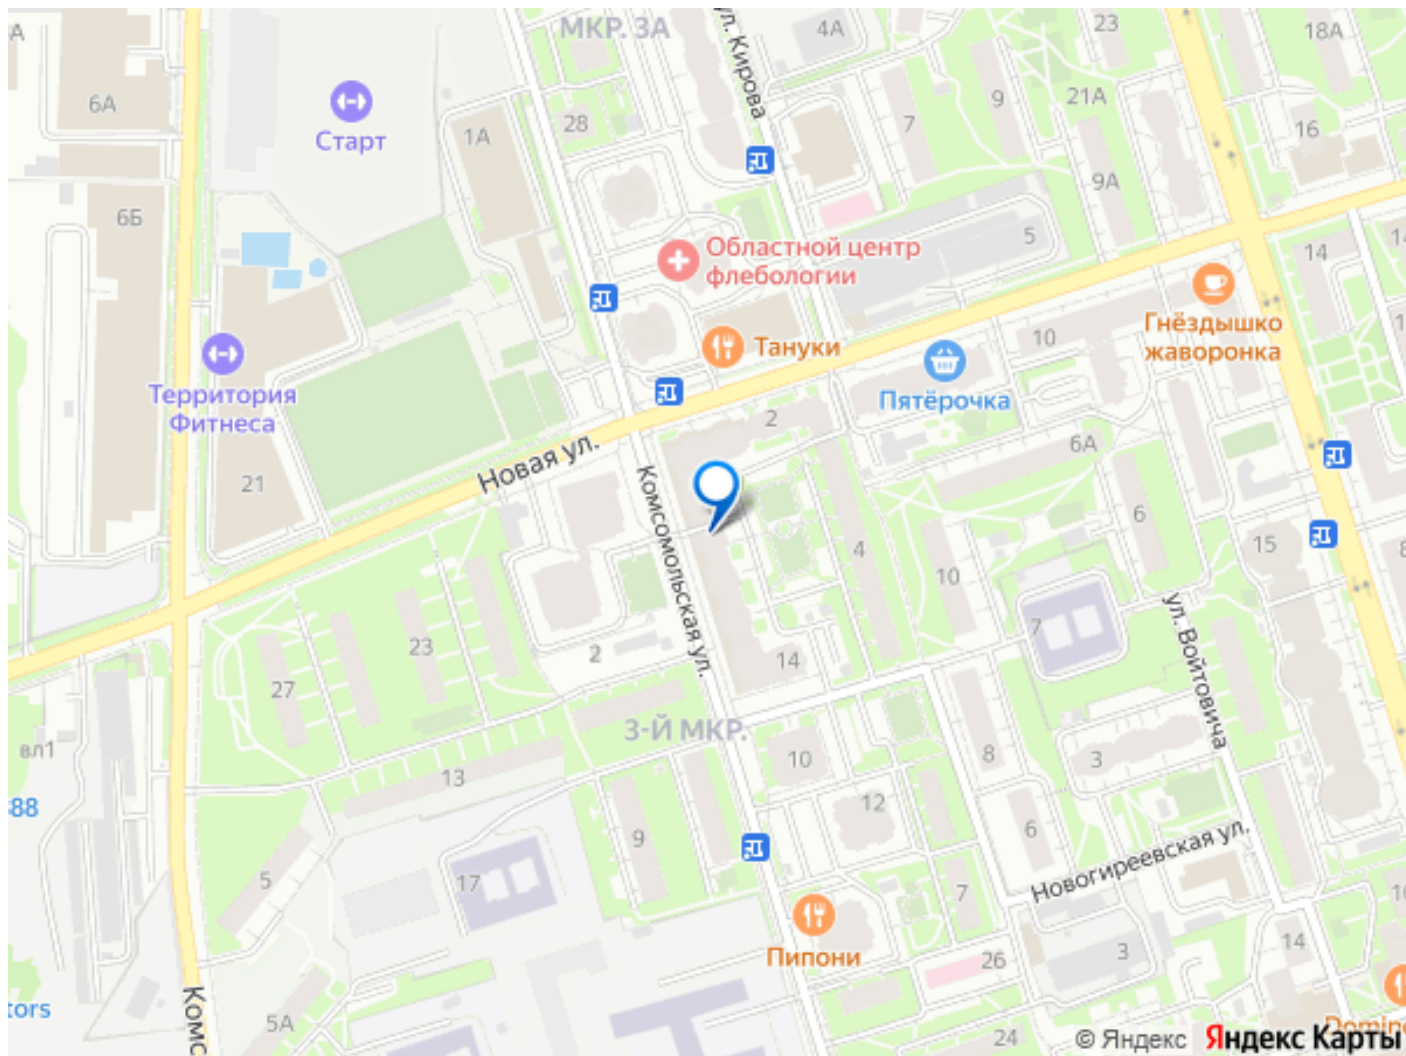 МКР. 3А
ул. Кирова
4А
23
18А
6А
Старт
1А
28
7
9
21А
16
9А
6Б
5
14
Областной центр
флебологии
Тануки
Пятёрочка
10
Гнёздышко
жаворонка
Территория
Фитнеса
21
Новая ул.
2
6А
6
15
Комсомольская ул.
4
10
7
ул. Войтовича
23
2
14
27
3-Й МКР.
вл1
13
10
8
3
388
12
9
6
Новогиреевская ул.
5
17
7
Пипони
26
3
14
Комс
5А
24
tors
Domino
© Яндекс Яндекс Карты